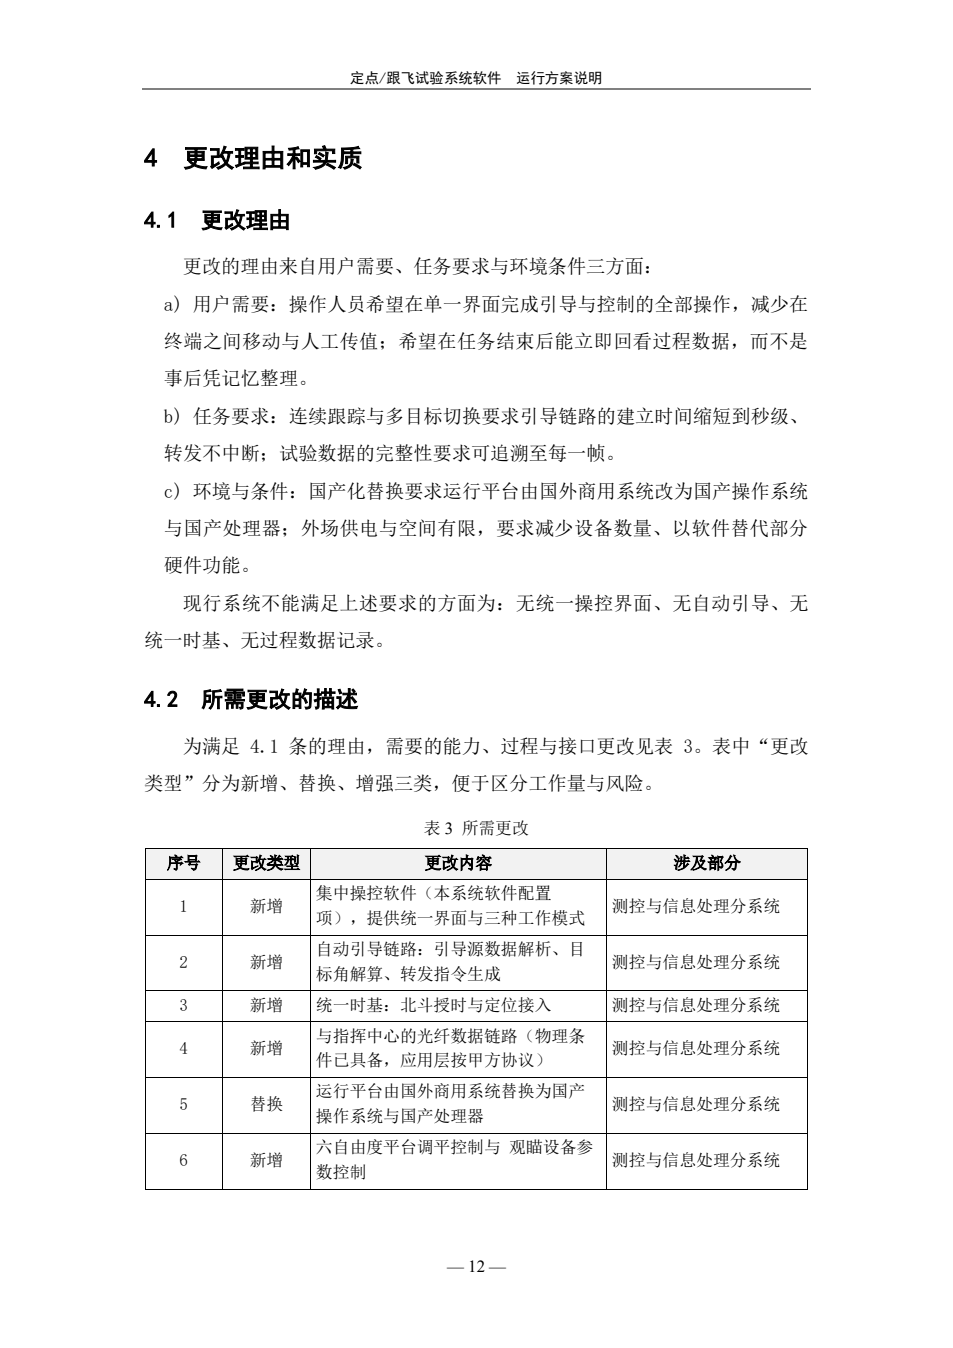 定点/跟飞试验系统软件　运行方案说明
4　更改理由和实质
4.1　更改理由
更改的理由来自用户需要、任务要求与环境条件三方面：
a) 用户需要：操作人员希望在单一界面完成引导与控制的全部操作，减少在
终端之间移动与人工传值；希望在任务结束后能立即回看过程数据，而不是
事后凭记忆整理。
b) 任务要求：连续跟踪与多目标切换要求引导链路的建立时间缩短到秒级、
转发不中断；试验数据的完整性要求可追溯至每一帧。
c) 环境与条件：国产化替换要求运行平台由国外商用系统改为国产操作系统
与国产处理器；外场供电与空间有限，要求减少设备数量、以软件替代部分
硬件功能。
现行系统不能满足上述要求的方面为：无统一操控界面、无自动引导、无
统一时基、无过程数据记录。
4.2　所需更改的描述
为满足 4.1 条的理由，需要的能力、过程与接口更改见表 3。表中“更改
类型”分为新增、替换、增强三类，便于区分工作量与风险。
表 3 所需更改
序号 更改类型 更改内容 涉及部分
1 新增 集中操控软件（本系统软件配置
项），提供统一界面与三种工作模式 测控与信息处理分系统
2 新增 自动引导链路：引导源数据解析、目
标角解算、转发指令生成 测控与信息处理分系统
3 新增 统一时基：北斗授时与定位接入 测控与信息处理分系统
4 新增 与指挥中心的光纤数据链路（物理条
件已具备，应用层按甲方协议） 测控与信息处理分系统
5 替换 运行平台由国外商用系统替换为国产
操作系统与国产处理器 测控与信息处理分系统
6 新增 六自由度平台调平控制与 观瞄设备参
数控制 测控与信息处理分系统
— 12 —